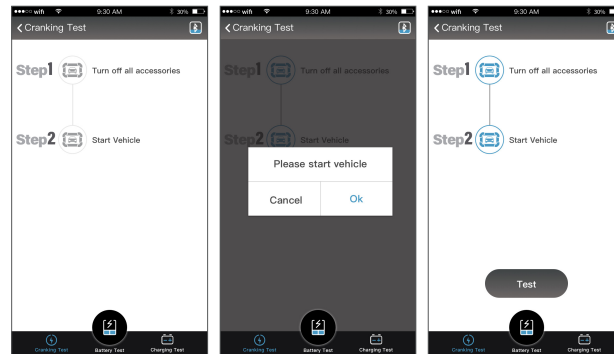 ●●●○○ wifi 9:30 AM 30%
Cranking Test
Step1 Turn off all accessories
Step2 Start Vehicle
Cranking Test Battery Test Charging Test
●●●○○ wifi 9:30 AM 30%
Cranking Test
Step1 Turn off all accessories
Step2 Start Vehicle
Please start vehicle
Cancel Ok
Cranking Test Battery Test Charging Test
●●●○○ wifi 9:30 AM 30%
Cranking Test
Step1 Turn off all accessories
Step2 Start Vehicle
Test
Cranking Test Battery Test Charging Test